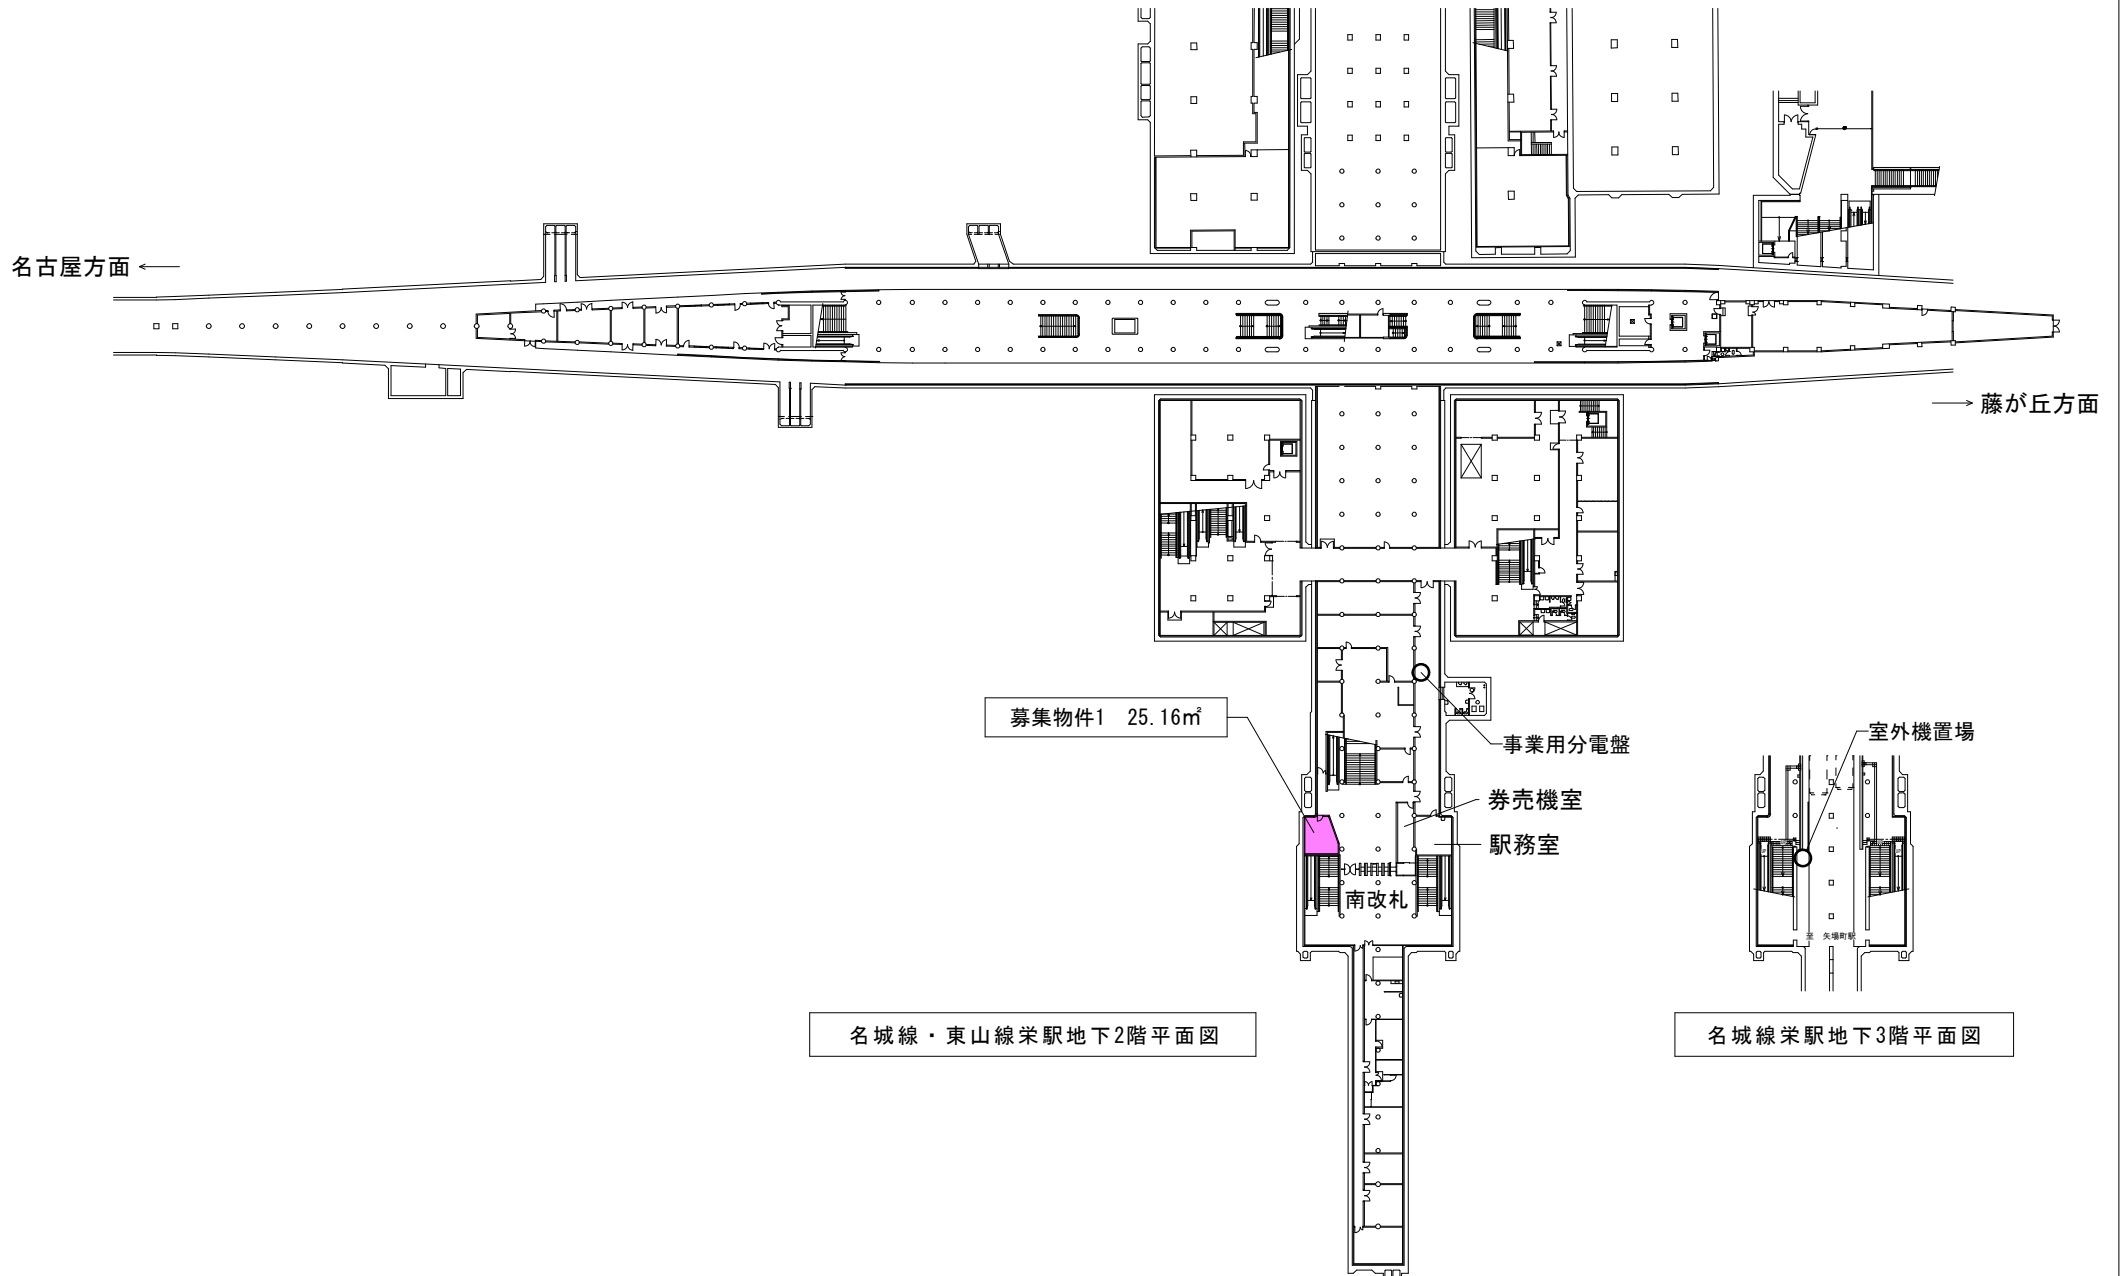 名古屋方面
藤が丘方面
募集物件1 25.16㎡
事業用分電盤
室外機置場
券売機室
駅務室
南改札
至 矢場町駅
名城線・東山線栄駅地下2階平面図
名城線栄駅地下3階平面図